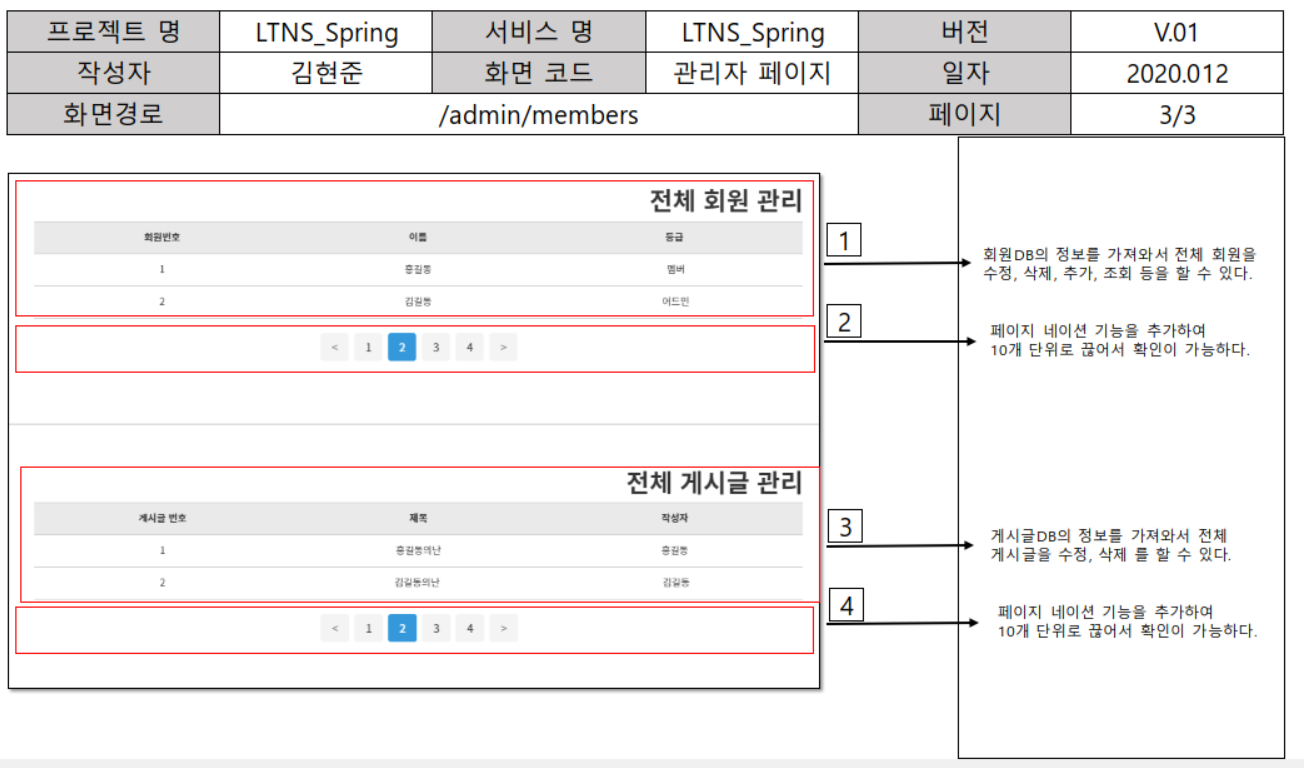 프로젝트 명 LTNS_Spring 서비스 명 LTNS_Spring 버전 V.01
작성자 김현준 화면 코드 관리자 페이지 일자 2020.012
화면경로 /admin/members 페이지 3/3
전체 회원 관리
회원번호 이름 등급
1 홍길동 멤버
2 김길동 어드민
< 1 2 3 4 >
전체 게시글 관리
게시글 번호 제목 작성자
1 홍길동의난 홍길동
2 김길동의난 김길동
< 1 2 3 4 >
1
회원DB의 정보를 가져와서 전체 회원을
수정, 삭제, 추가, 조회 등을 할 수 있다.
2
페이지 네이션 기능을 추가하여
10개 단위로 끊어서 확인이 가능하다.
3
게시글DB의 정보를 가져와서 전체
게시글을 수정, 삭제 를 할 수 있다.
4
페이지 네이션 기능을 추가하여
10개 단위로 끊어서 확인이 가능하다.